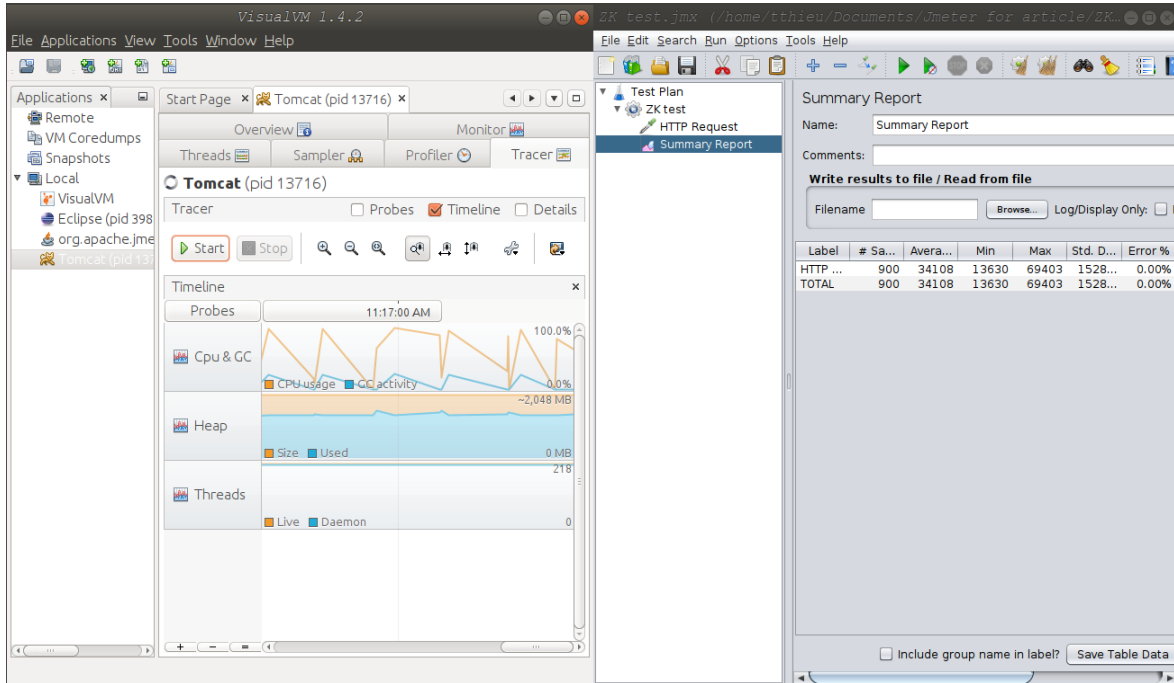 VisualVM 1.4.2
File Applications View Tools Window Help
Applications
Remote
VM Coredumps
Snapshots
Local
VisualVM
Eclipse (pid 398
org.apache.jme
Tomcat (pid 137
Start Page
Tomcat (pid 13716)
Overview
Monitor
Threads
Sampler
Profiler
Tracer
Tomcat (pid 13716)
Tracer
Probes
Timeline
Details
Start
Stop
Timeline
Probes
11:17:00 AM
Cpu & GC
100.0%
CPU usage
GC activity
0.0%
Heap
~2,048 MB
Size
Used
0 MB
Threads
218
Live
Daemon
0
ZK test.jmx (/home/tthieu/Documents/Jmeter for article/ZK…
File Edit Search Run Options Tools Help
Test Plan
ZK test
HTTP Request
Summary Report
Summary Report
Name: Summary Report
Comments:
Write results to file / Read from file
Filename
Browse...
Log/Display Only:
Label # Sa... Avera... Min Max Std. D... Error %
HTTP ... 900 34108 13630 69403 1528... 0.00%
TOTAL 900 34108 13630 69403 1528... 0.00%
Include group name in label?
Save Table Data